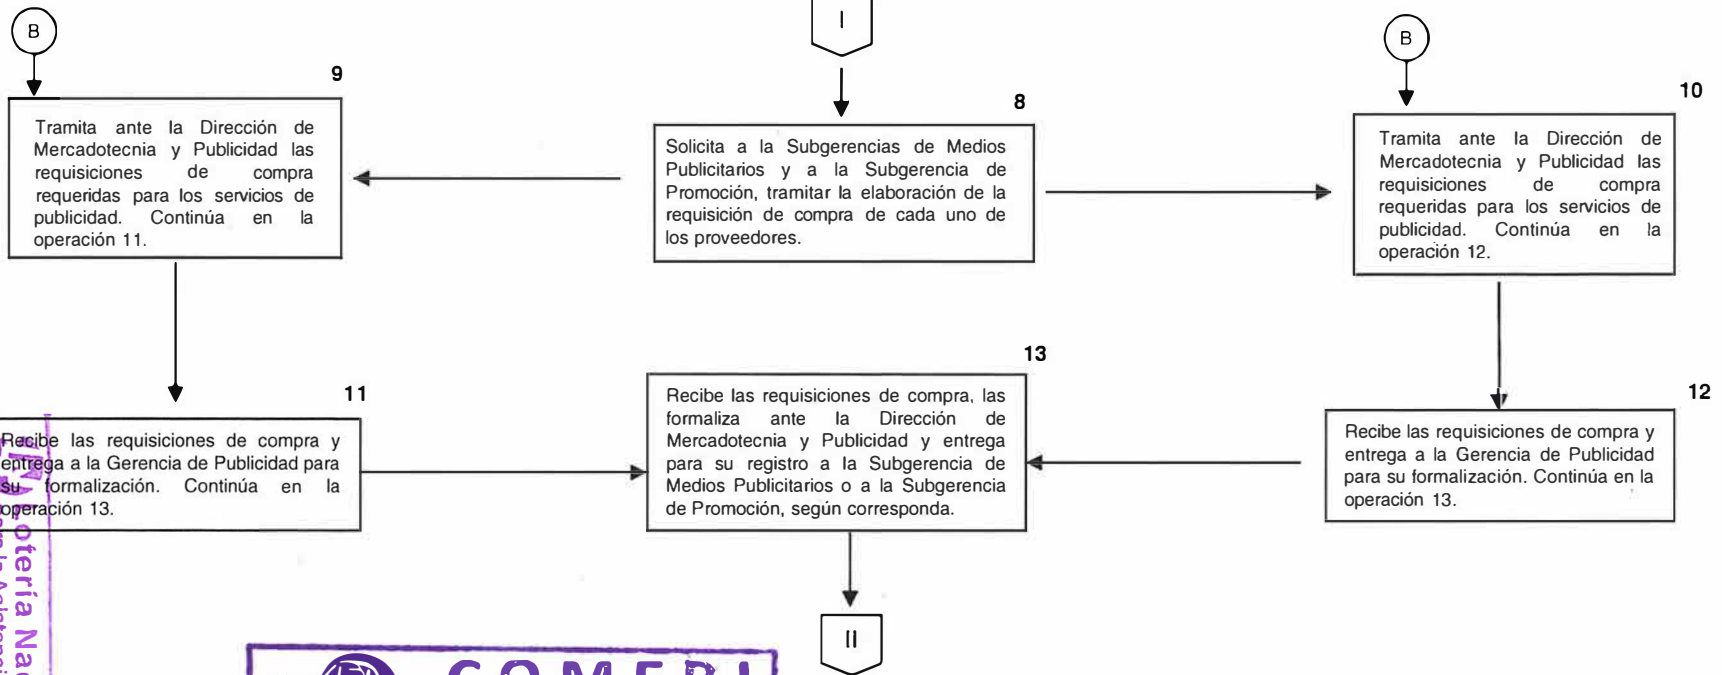 B
I
B
9
Tramita ante la Dirección de
Mercadotecnia y Publicidad las
requisiciones de compra
requeridas para los servicios de
publicidad. Continúa en la
operación 11.
8
Solicita a la Subgerencias de Medios
Publicitarios y a la Subgerencia de
Promoción, tramitar la elaboración de la
requisición de compra de cada uno de
los proveedores.
10
Tramita ante la Dirección de
Mercadotecnia y Publicidad las
requisiciones de compra
requeridas para los servicios de
publicidad. Continúa en la
operación 12.
11
Recibe las requisiciones de compra y
entrega a la Gerencia de Publicidad para
su formalización. Continúa en la
operación 13.
13
Recibe las requisiciones de compra, las
formaliza ante la Dirección de
Mercadotecnia y Publicidad y entrega
para su registro a la Subgerencia de
Medios Publicitarios o a la Subgerencia
de Promoción, según corresponda.
12
Recibe las requisiciones de compra y
entrega a la Gerencia de Publicidad
para su formalización. Continúa en la
operación 13.
II
Lotería Na
COMERI